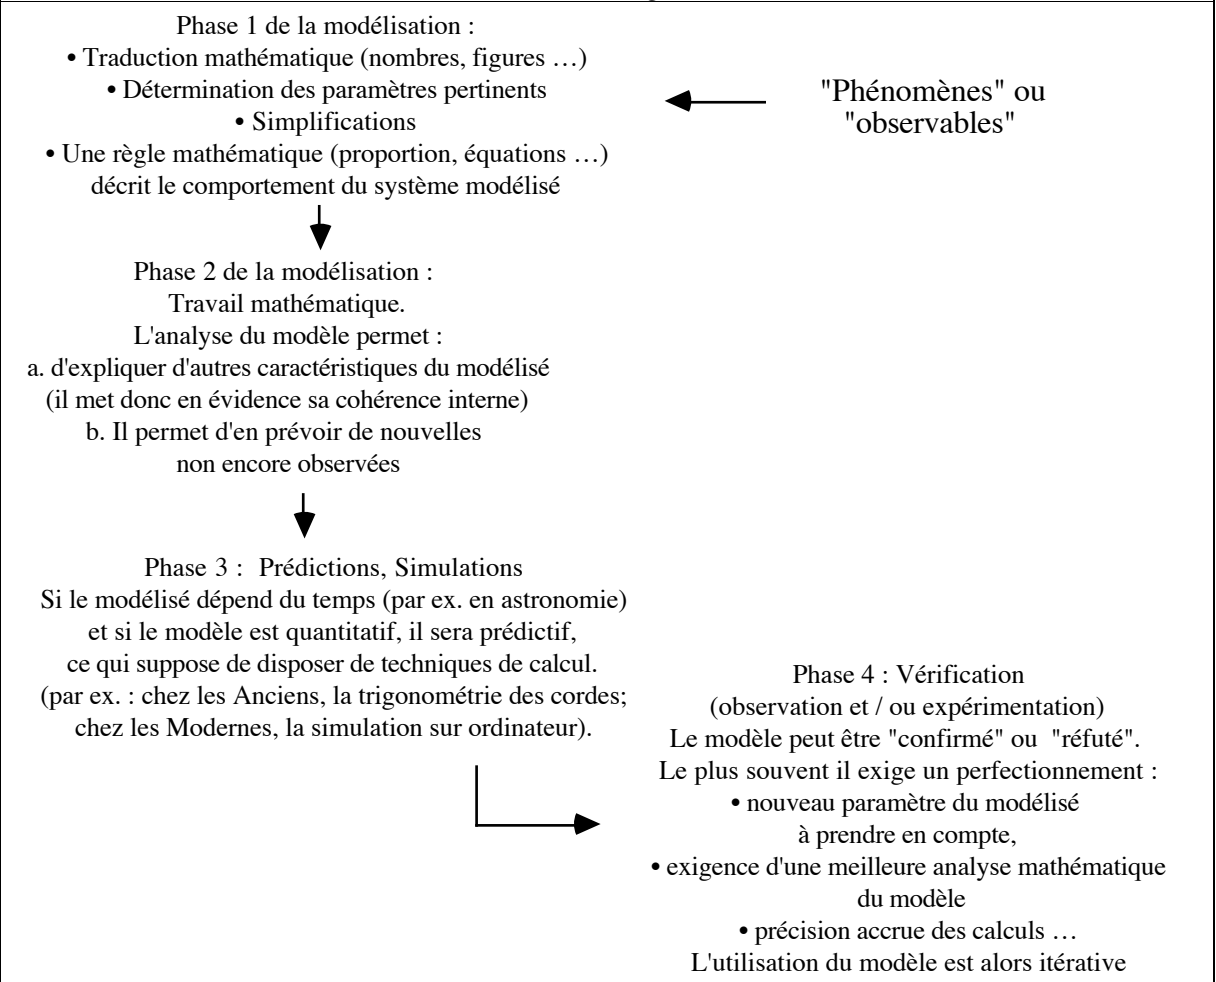 Phase 1 de la modélisation :
• Traduction mathématique (nombres, figures …)
• Détermination des paramètres pertinents
• Simplifications
• Une règle mathématique (proportion, équations …)
décrit le comportement du système modélisé
"Phénomènes" ou
"observables"
Phase 2 de la modélisation :
Travail mathématique.
L'analyse du modèle permet :
a. d'expliquer d'autres caractéristiques du modélisé
(il met donc en évidence sa cohérence interne)
b. Il permet d'en prévoir de nouvelles
non encore observées
Phase 3 :  Prédictions, Simulations
Si le modélisé dépend du temps (par ex. en astronomie)
et si le modèle est quantitatif, il sera prédictif,
ce qui suppose de disposer de techniques de calcul.
(par ex. : chez les Anciens, la trigonométrie des cordes;
chez les Modernes, la simulation sur ordinateur).
Phase 4 : Vérification
(observation et / ou expérimentation)
Le modèle peut être "confirmé" ou  "réfuté".
Le plus souvent il exige un perfectionnement :
• nouveau paramètre du modélisé
à prendre en compte,
• exigence d'une meilleure analyse mathématique
du modèle
• précision accrue des calculs …
L'utilisation du modèle est alors itérative